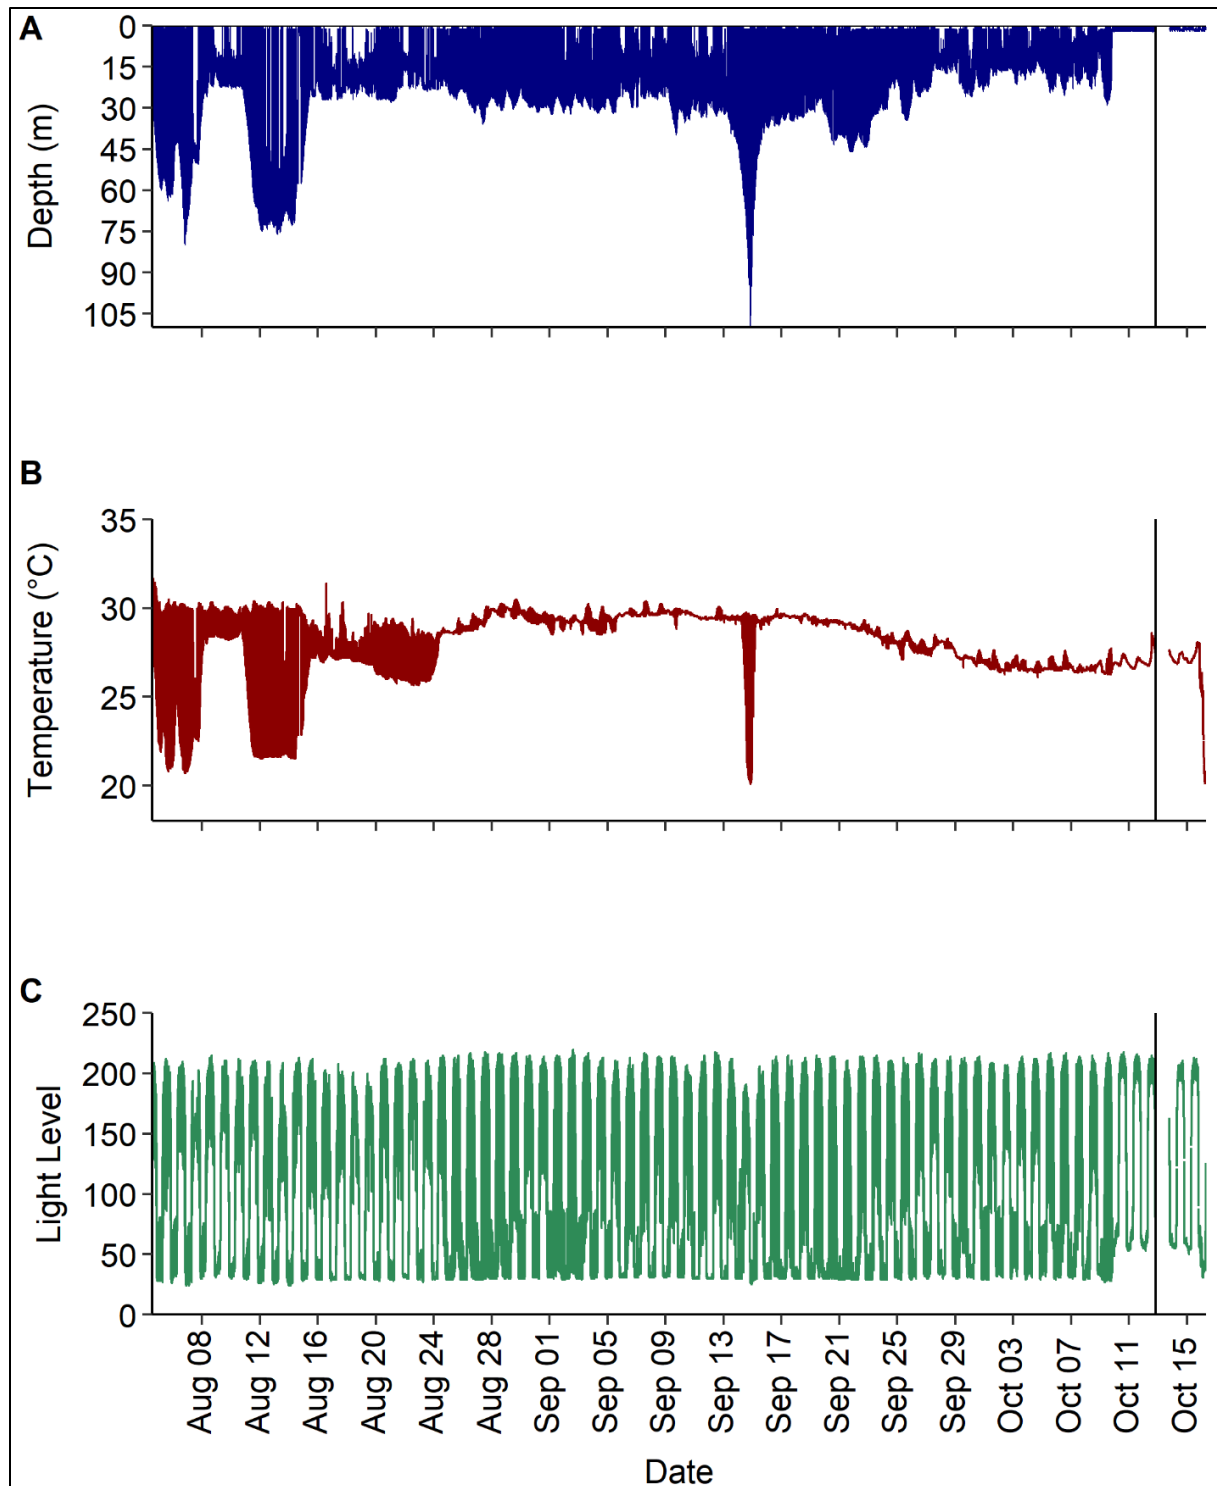 A
0
15
30
45
60
75
90
105
Depth (m)
B
35
30
25
20
Temperature (°C)
C
250
200
150
100
50
0
Light Level
Aug 08
Aug 12
Aug 16
Aug 20
Aug 24
Aug 28
Sep 01
Sep 05
Sep 09
Sep 13
Sep 17
Sep 21
Sep 25
Sep 29
Oct 03
Oct 07
Oct 11
Oct 15
Date